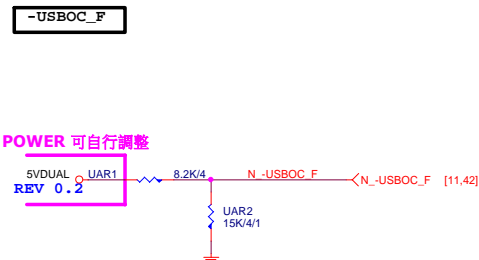 -USBOC_F
POWER 可自行調整
5VDUAL UAR1 8.2K/4 N_-USBOC_F N_-USBOC_F [11,42]
REV 0.2
UAR2
15K/4/1